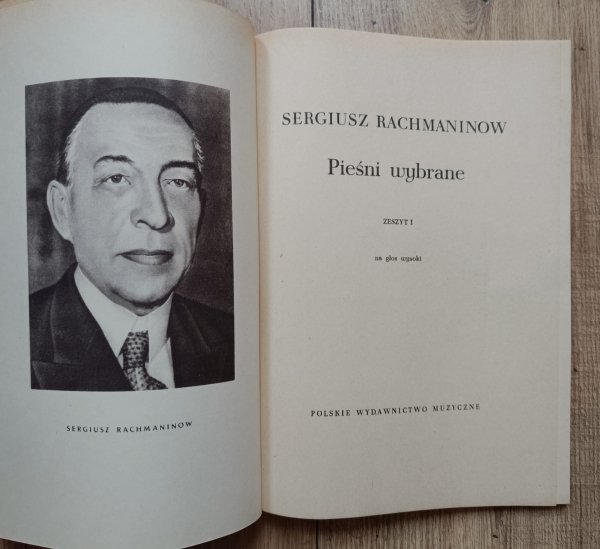 SERGIUSZ RACHMANINOW
SERGIUSZ RACHMANINOW
Pieśni wybrane
ZESZYT I
na głos wysoki
POLSKIE WYDAWNICTWO MUZYCZNE